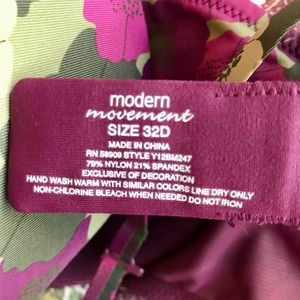 modern
movement
SIZE 32D
MADE IN CHINA
RN 58909 STYLE Y12BM247
79% NYLON 21% SPANDEX
EXCLUSIVE OF DECORATION
HAND WASH WARM WITH SIMILAR COLORS LINE DRY ONLY
NON-CHLORINE BLEACH WHEN NEEDED DO NOT IRON